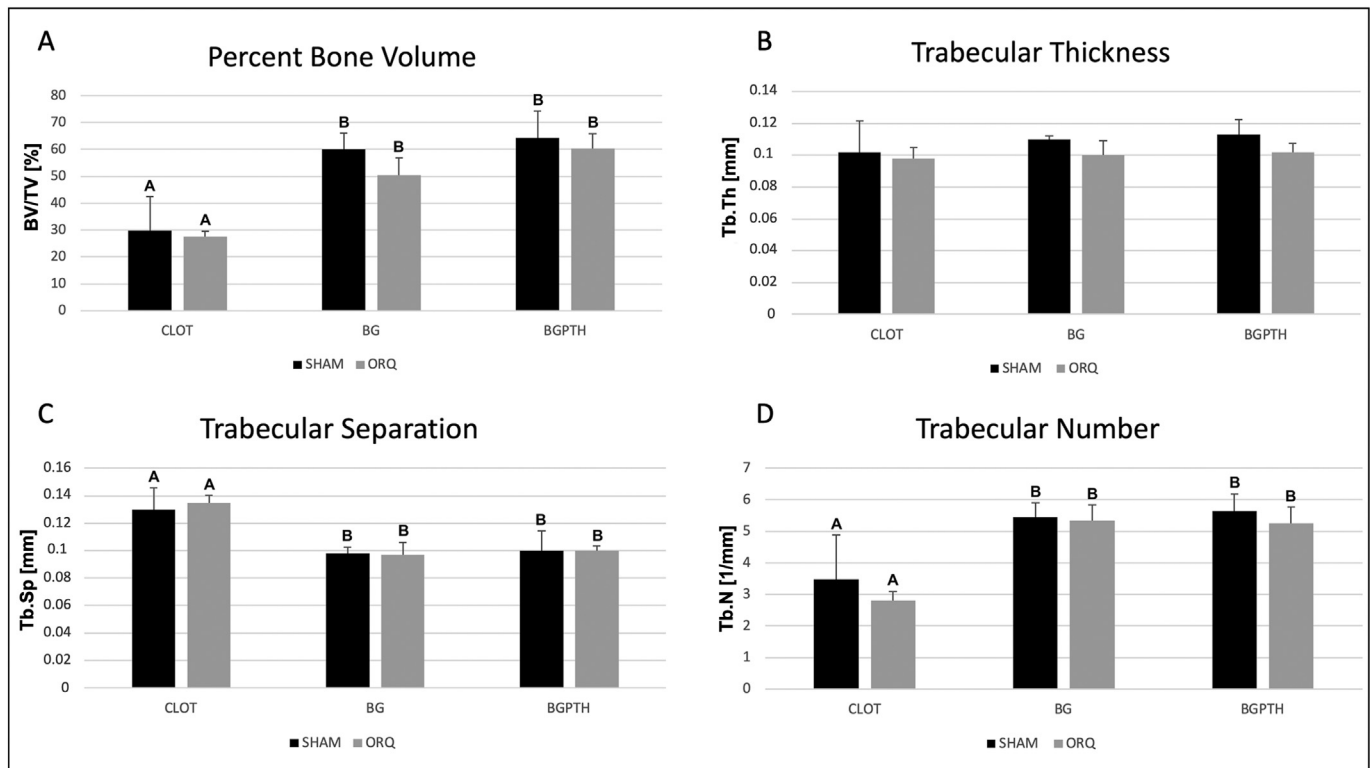 A
Percent Bone Volume
BV/TV [%]
80
70
60
50
40
30
20
10
0
A
A
B
B
B
B
CLOT
BG
BGPTH
SHAM
ORQ
B
Trabecular Thickness
Tb.Th [mm]
0.14
0.12
0.1
0.08
0.06
0.04
0.02
0
CLOT
BG
BGPTH
SHAM
ORQ
C
Trabecular Separation
Tb.Sp [mm]
0.16
0.14
0.12
0.1
0.08
0.06
0.04
0.02
0
A
A
B
B
B
B
CLOT
BG
BGPTH
SHAM
ORQ
D
Trabecular Number
Tb.N [1/mm]
7
6
5
4
3
2
1
0
A
A
B
B
B
B
CLOT
BG
BGPTH
SHAM
ORQ